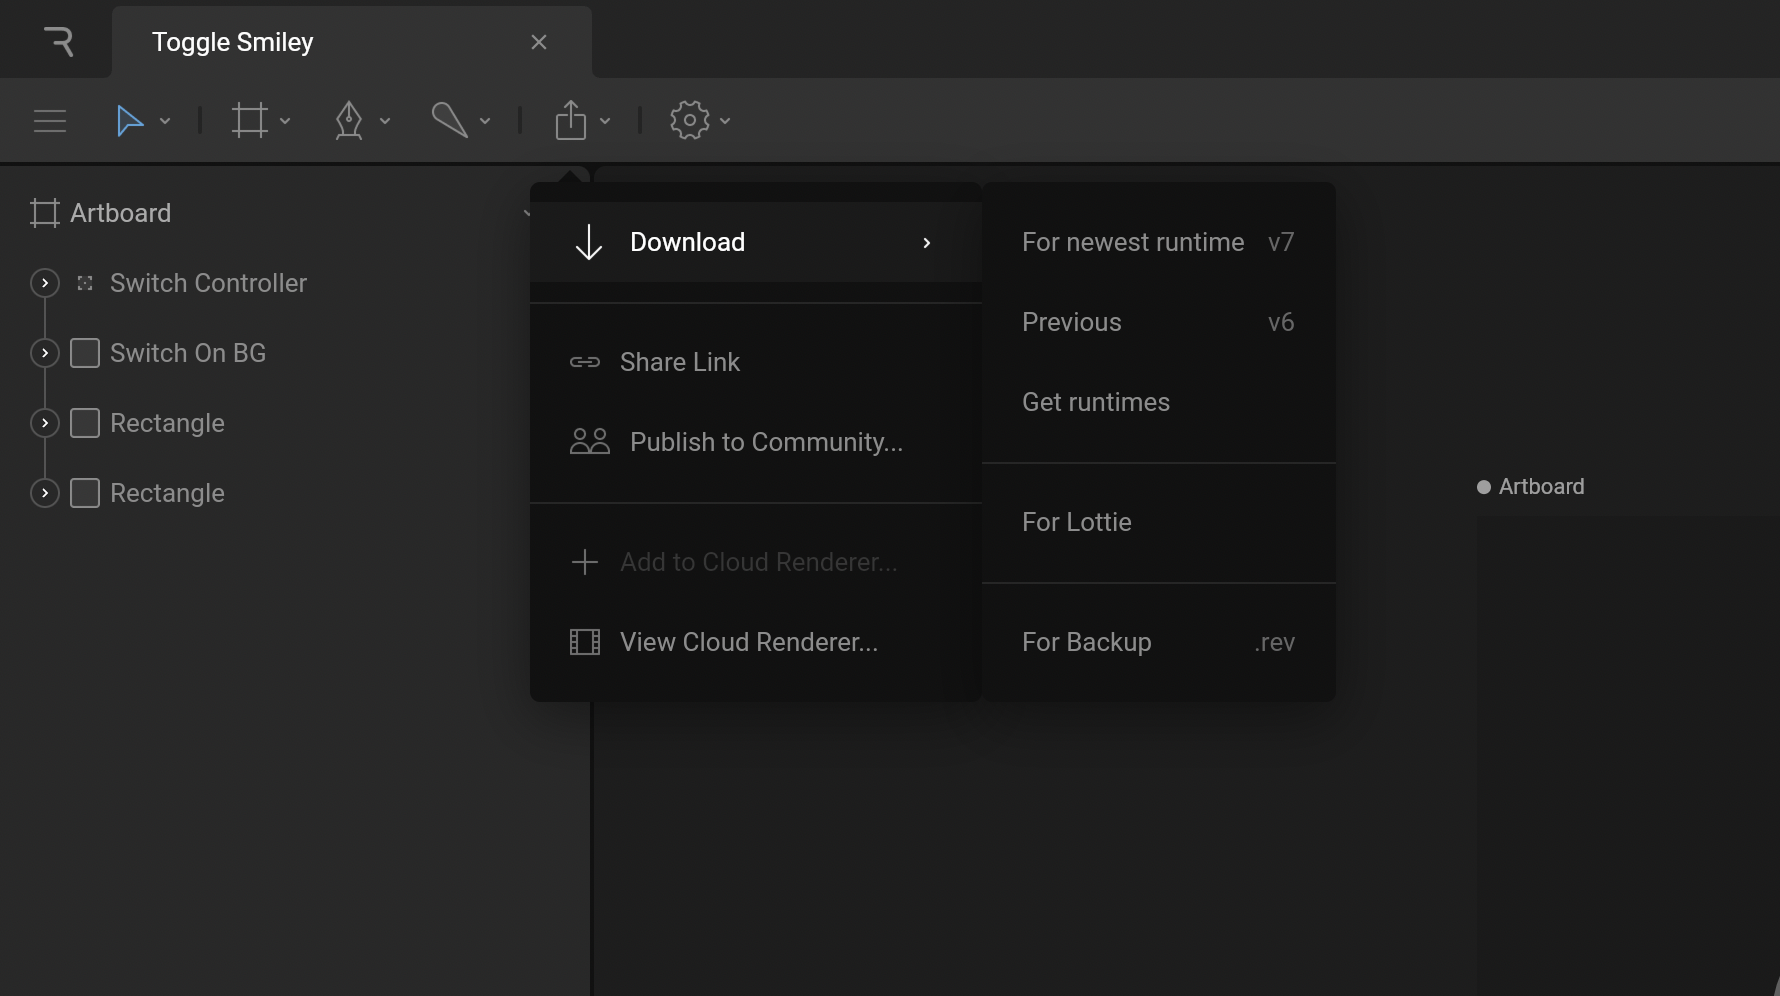 Toggle Smiley
Artboard
Switch Controller
Switch On BG
Rectangle
Rectangle
Download
Share Link
Publish to Community...
Add to Cloud Renderer...
View Cloud Renderer...
For newest runtime v7
Previous v6
Get runtimes
For Lottie
For Backup .rev
Artboard